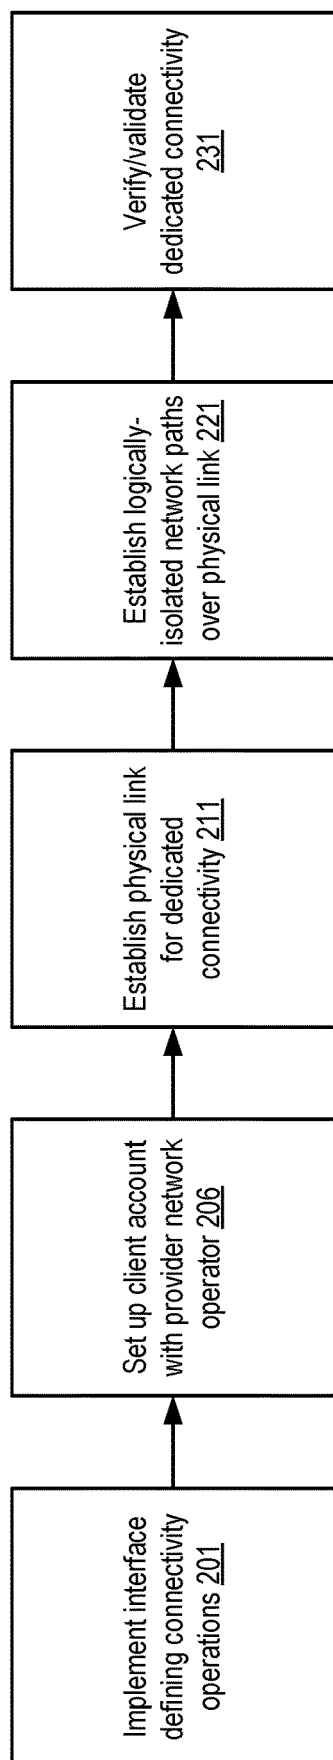 Implement interface
defining connectivity
operations 201
Set up client account
with provider network
operator 206
Establish physical link
for dedicated
connectivity 211
Establish logically-
isolated network paths
over physical link 221
Verify/validate
dedicated connectivity
231